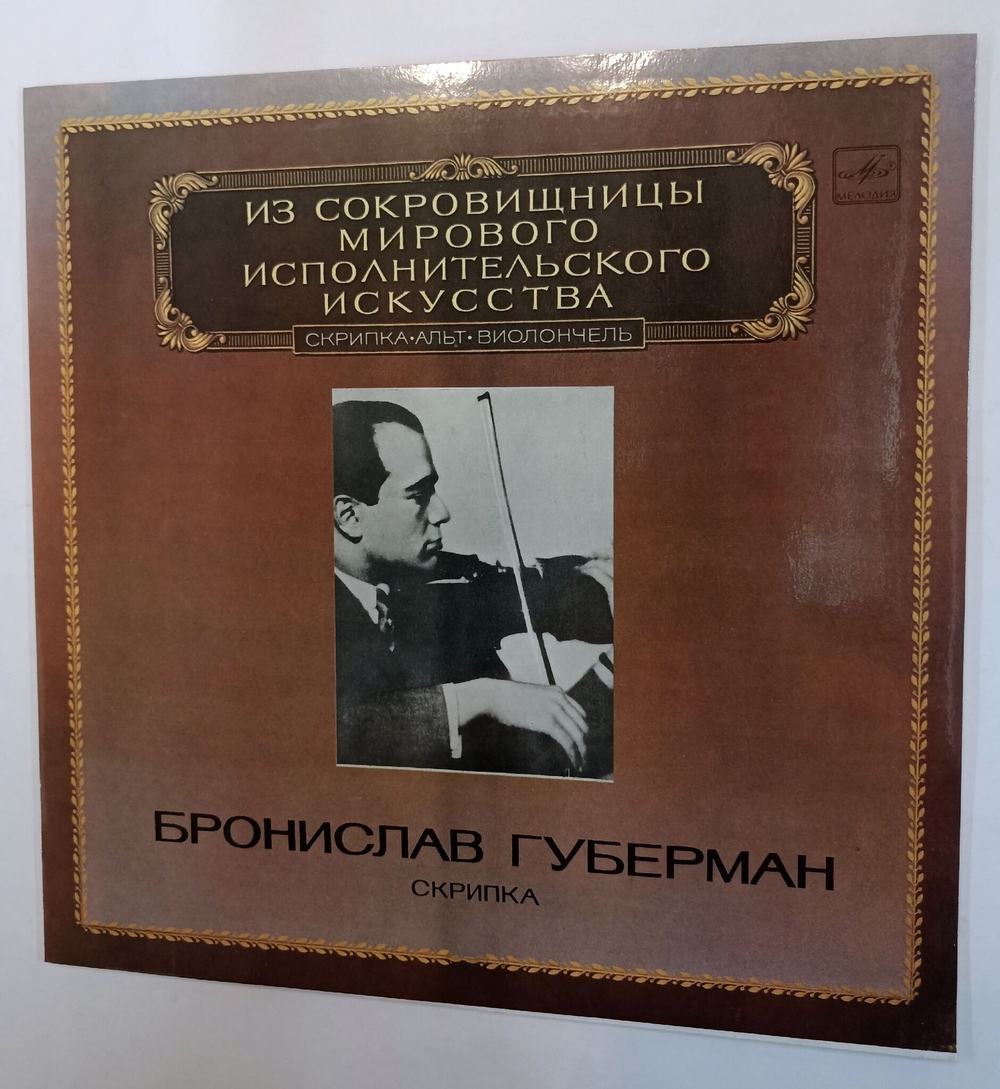 МЕЛОДИЯ
ИЗ СОКРОВИЩНИЦЫ
МИРОВОГО
ИСПОЛНИТЕЛЬСКОГО
ИСКУССТВА
СКРИПКА•АЛЬТ•ВИОЛОНЧЕЛЬ
БРОНИСЛАВ ГУБЕРМАН
СКРИПКА